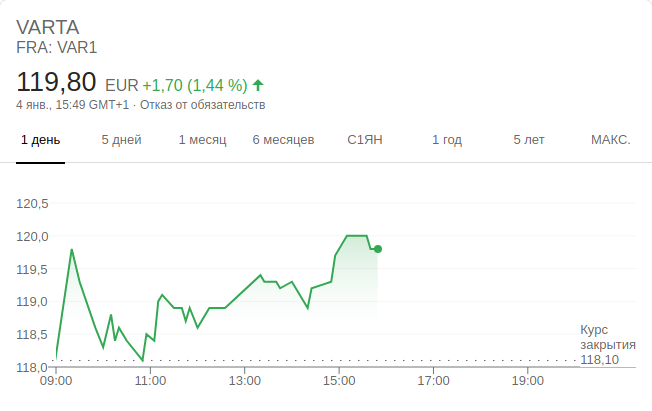 VARTA
FRA: VAR1
119,80 EUR +1,70 (1,44 %)
4 янв., 15:49 GMT+1 · Отказ от обязательств
1 день 5 дней 1 месяц 6 месяцев С1ЯН 1 год 5 лет МАКС.
120,5
120,0
119,5
119,0
118,5
118,0
Курс
закрытия
118,10
09:00 11:00 13:00 15:00 17:00 19:00